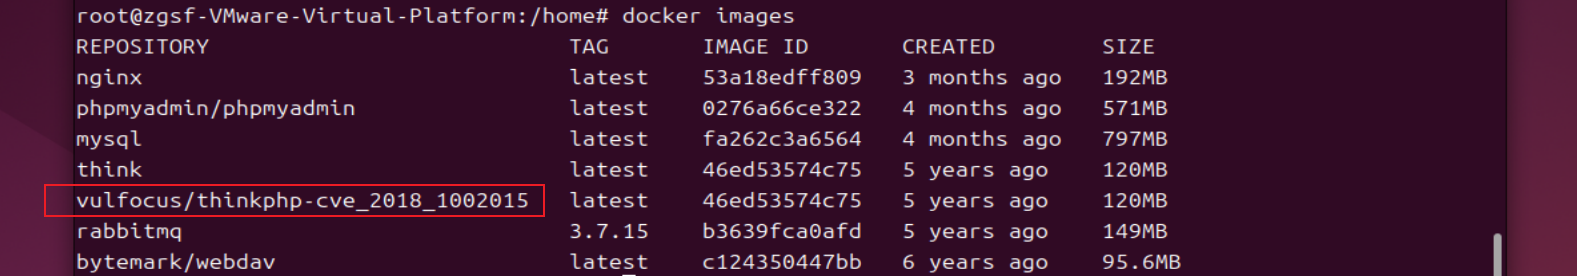 root@zgsf-VMware-Virtual-Platform:/home# docker images
REPOSITORY TAG IMAGE ID CREATED SIZE
nginx latest 53a18edff809 3 months ago 192MB
phpmyadmin/phpmyadmin latest 0276a66ce322 4 months ago 571MB
mysql latest fa262c3a6564 4 months ago 797MB
think latest 46ed53574c75 5 years ago 120MB
vulfocus/thinkphp-cve_2018_1002015 latest 46ed53574c75 5 years ago 120MB
rabbitmq 3.7.15 b3639fca0afd 5 years ago 149MB
bytemark/webdav latest c124350447bb 6 years ago 95.6MB